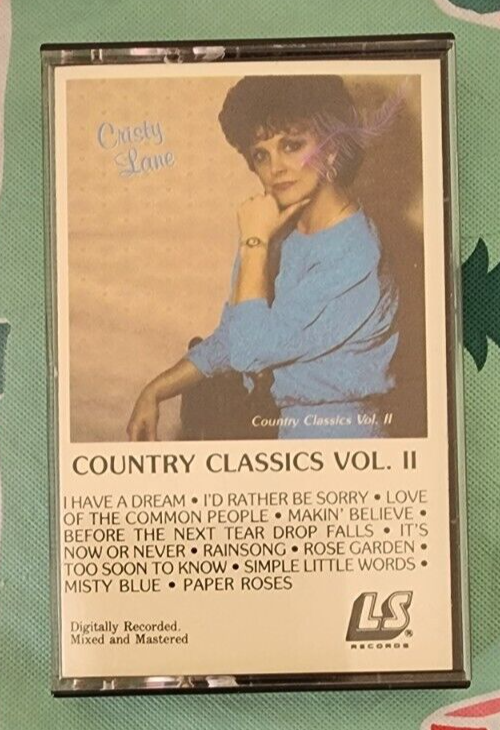 Cristy
Lane
Country Classics Vol. II
COUNTRY CLASSICS VOL. II
I HAVE A DREAM • I'D RATHER BE SORRY • LOVE
OF THE COMMON PEOPLE • MAKIN' BELIEVE •
BEFORE THE NEXT TEAR DROP FALLS • IT'S
NOW OR NEVER • RAINSONG • ROSE GARDEN •
TOO SOON TO KNOW • SIMPLE LITTLE WORDS •
MISTY BLUE • PAPER ROSES
Digitally Recorded.
Mixed and Mastered
LS®
RECORDS